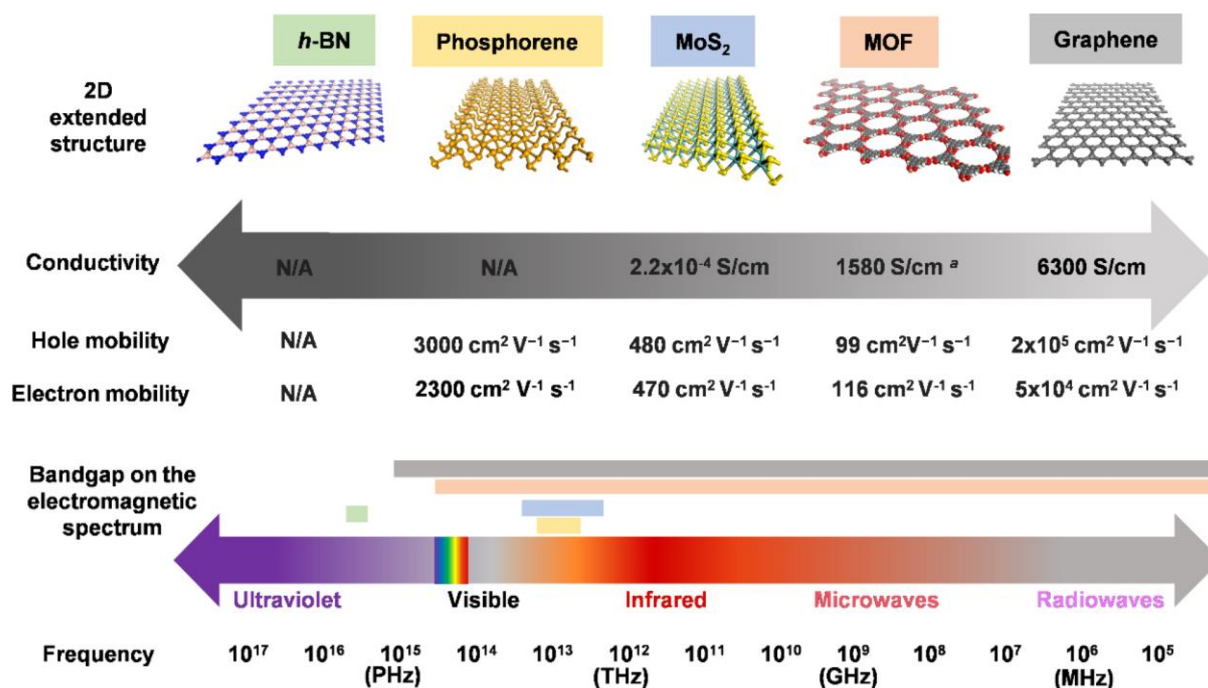 h-BN
Phosphorene
MoS₂
MOF
Graphene
2D
extended
structure
Conductivity
N/A
N/A
2.2x10⁻⁴ S/cm
1580 S/cm ᵃ
6300 S/cm
Hole mobility
N/A
3000 cm² V⁻¹ s⁻¹
480 cm² V⁻¹ s⁻¹
99 cm²V⁻¹ s⁻¹
2x10⁵ cm² V⁻¹ s⁻¹
Electron mobility
N/A
2300 cm² V⁻¹ s⁻¹
470 cm² V⁻¹ s⁻¹
116 cm² V⁻¹ s⁻¹
5x10⁴ cm² V⁻¹ s⁻¹
Bandgap on the
electromagnetic
spectrum
Ultraviolet
Visible
Infrared
Microwaves
Radiowaves
Frequency
10¹⁷
10¹⁶
10¹⁵
(PHz)
10¹⁴
10¹³
10¹²
(THz)
10¹¹
10¹⁰
10⁹
(GHz)
10⁸
10⁷
10⁶
(MHz)
10⁵